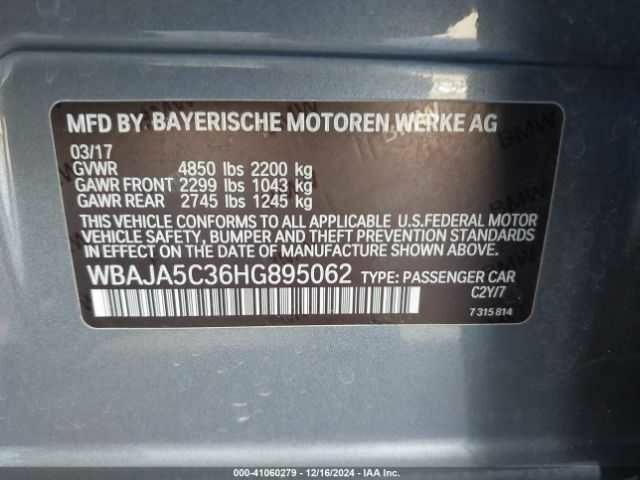 MFD BY BAYERISCHE MOTOREN WERKE AG
03/17
GVWR 4850 lbs 2200 kg
GAWR FRONT 2299 lbs 1043 kg
GAWR REAR 2745 lbs 1245 kg
THIS VEHICLE CONFORMS TO ALL APPLICABLE U.S.FEDERAL MOTOR
VEHICLE SAFETY, BUMPER AND THEFT PREVENTION STANDARDS
IN EFFECT ON THE DATE OF MANUFACTURE SHOWN ABOVE.
WBAJA5C36HG895062 TYPE: PASSENGER CAR
C2Y/7
7 315 814
000-41060279 - 12/16/2024 - IAA Inc.